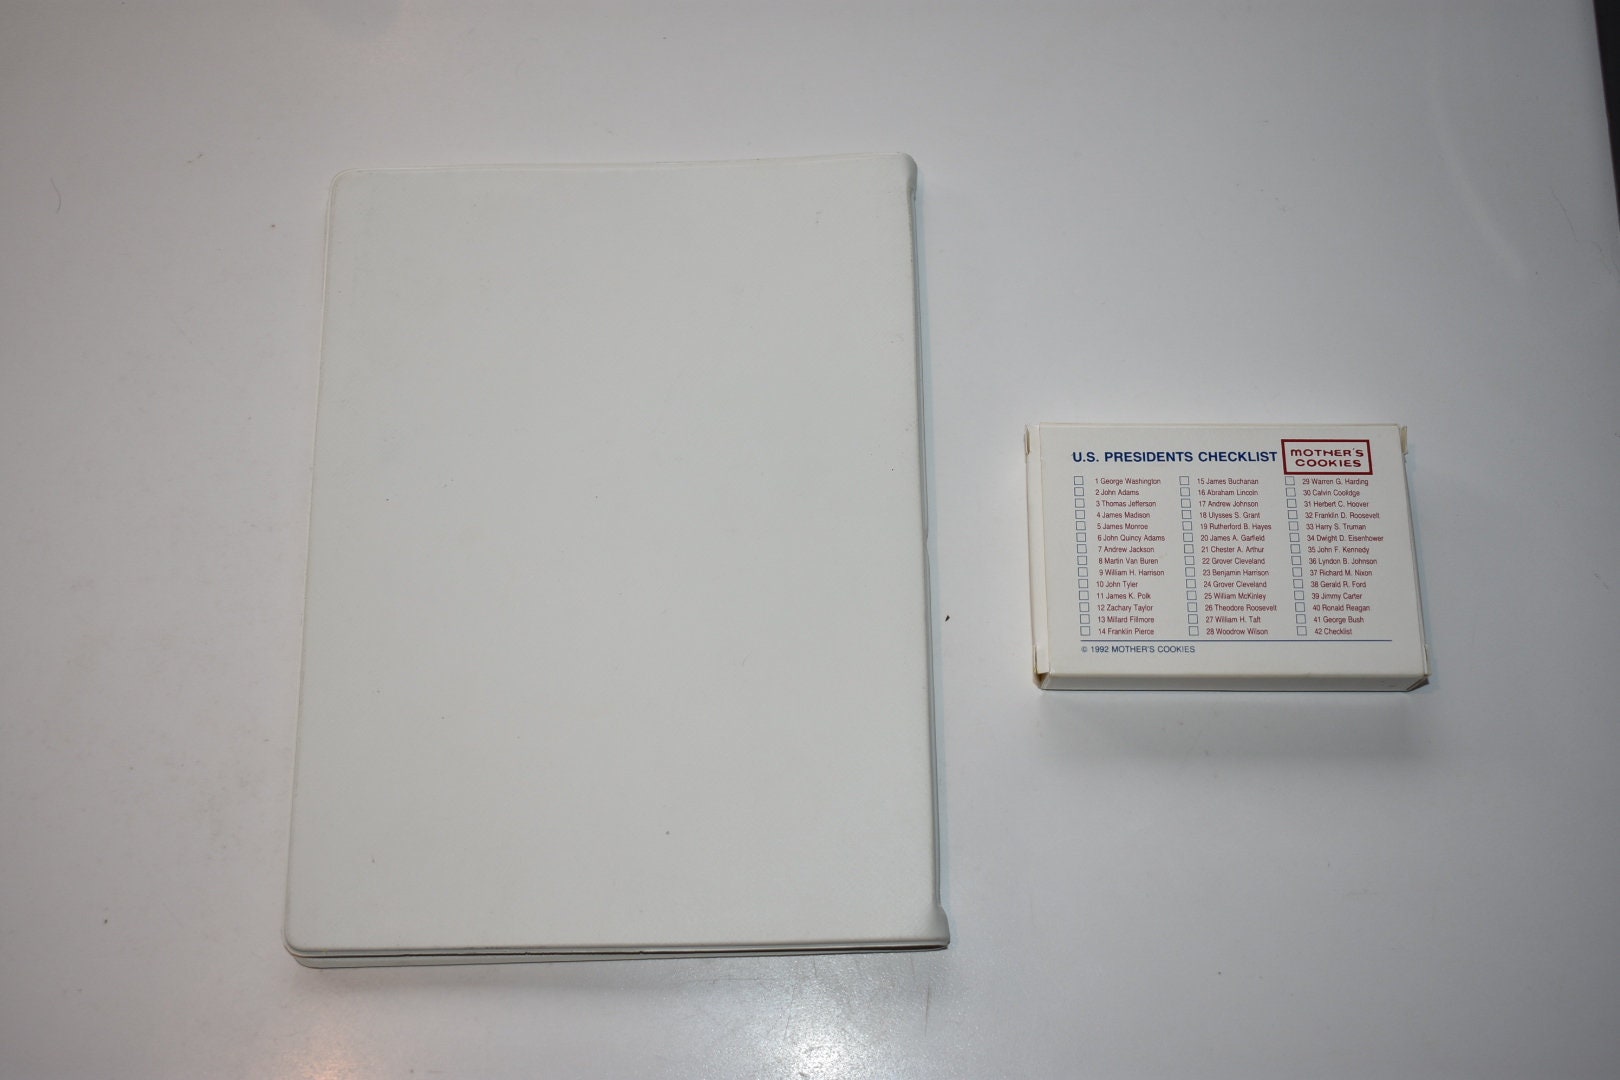 U.S. PRESIDENTS CHECKLIST
MOTHER'S
COOKIES
1 George Washington
2 John Adams
3 Thomas Jefferson
4 James Madison
5 James Monroe
6 John Quincy Adams
7 Andrew Jackson
8 Martin Van Buren
9 William H. Harrison
10 John Tyler
11 James K. Polk
12 Zachary Taylor
13 Millard Fillmore
14 Franklin Pierce
15 James Buchanan
16 Abraham Lincoln
17 Andrew Johnson
18 Ulysses S. Grant
19 Rutherford B. Hayes
20 James A. Garfield
21 Chester A. Arthur
22 Grover Cleveland
23 Benjamin Harrison
24 Grover Cleveland
25 William McKinley
26 Theodore Roosevelt
27 William H. Taft
28 Woodrow Wilson
29 Warren G. Harding
30 Calvin Coolidge
31 Herbert C. Hoover
32 Franklin D. Roosevelt
33 Harry S. Truman
34 Dwight D. Eisenhower
35 John F. Kennedy
36 Lyndon B. Johnson
37 Richard M. Nixon
38 Gerald R. Ford
39 Jimmy Carter
40 Ronald Reagan
41 George Bush
42 Checklist
© 1992 MOTHER'S COOKIES